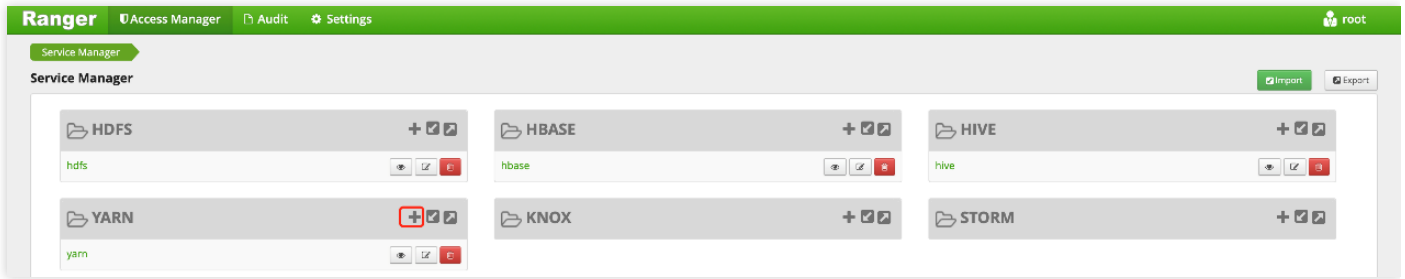 Ranger Access Manager Audit Settings root
Service Manager
Service Manager Import Export
HDFS HBASE HIVE
hdfs hbase hive
YARN KNOX STORM
yarn